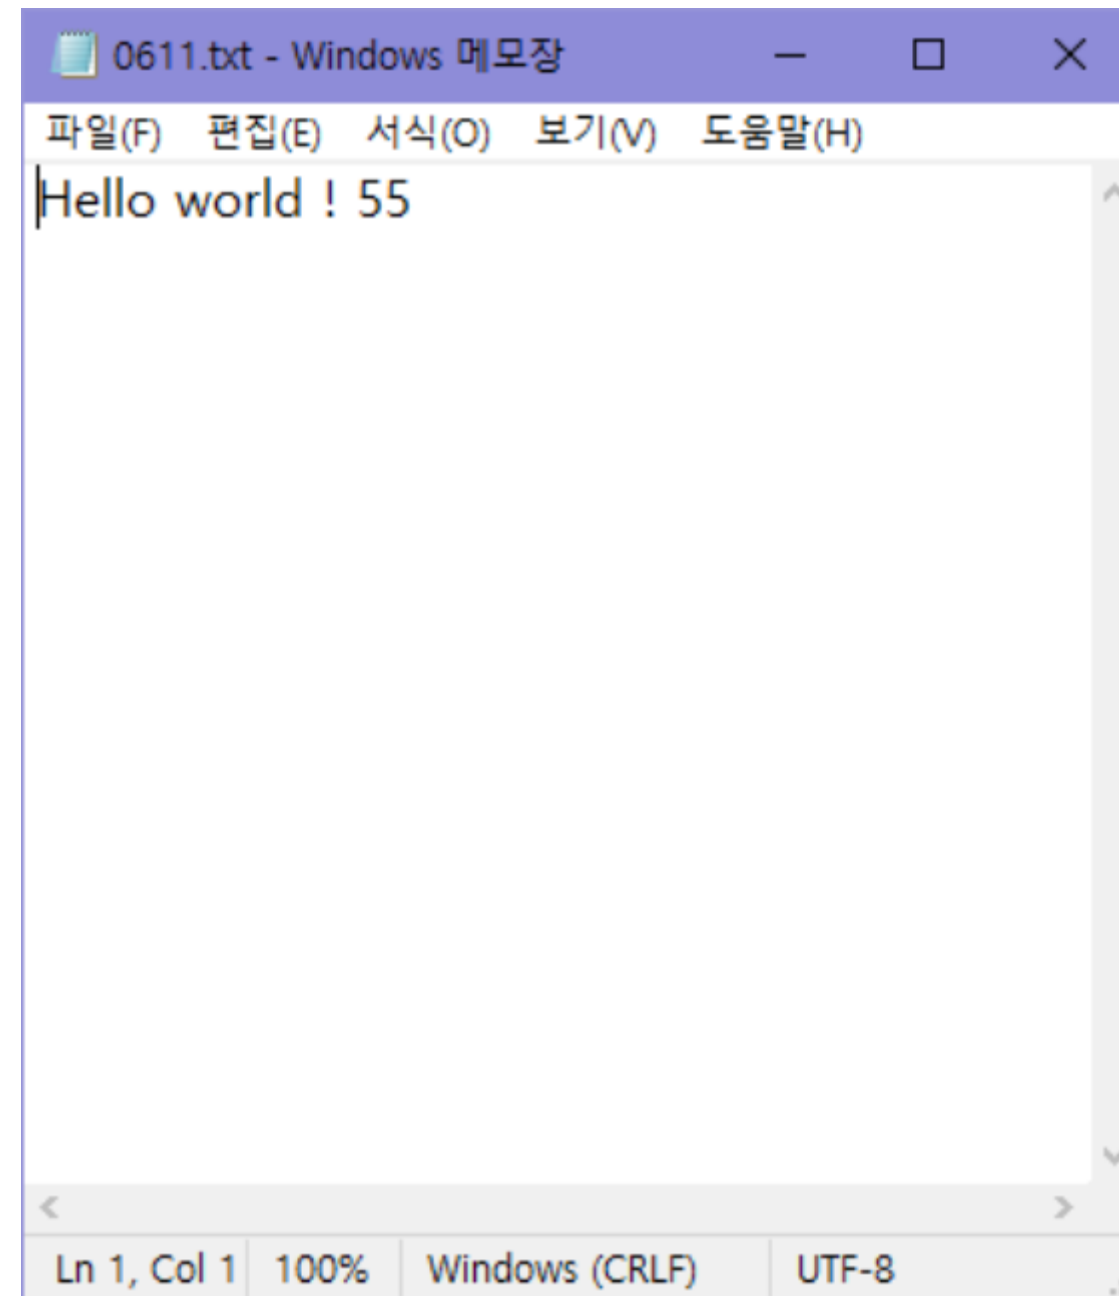 0611.txt - Windows 메모장
파일(F) 편집(E) 서식(O) 보기(V) 도움말(H)
Hello world ! 55
Ln 1, Col 1 100% Windows (CRLF) UTF-8